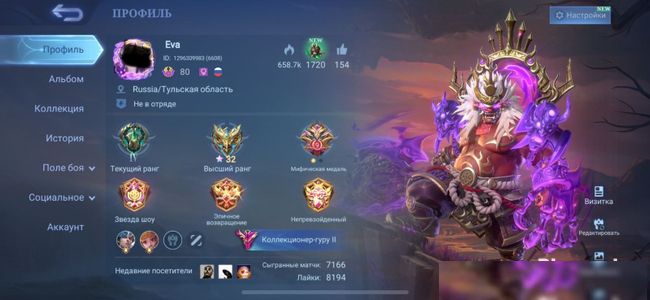 ПРОФИЛЬ
NEW
Настройки
Профиль
Альбом
Коллекция
История
Поле боя
Социальное
Аккаунт
Eva
ID: 1296309983 (6608)
80
NEW
658.7k 1720 154
Russia/Тульская область
Не в отряде
32
Текущий ранг
Высший ранг
Мифическая медаль
Звезда шоу
Эпичное возвращение
Непревзойденный
Коллекционер-гуру II
Недавние посетители
Сыгранные матчи: 7166
Лайки: 8194
Визитка
Редактировать